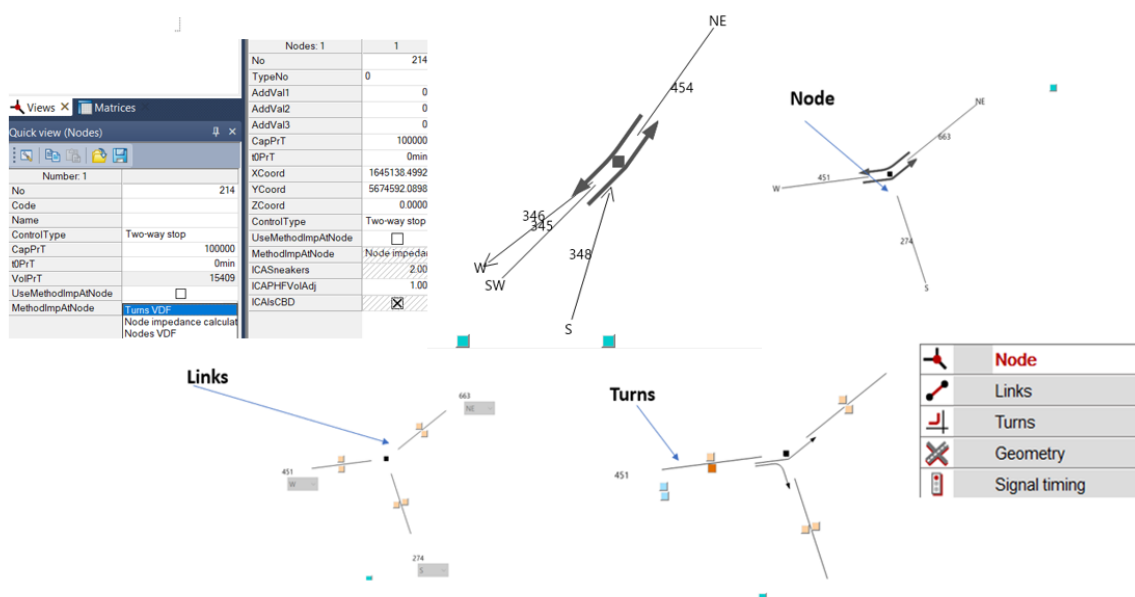 Views
Matrices
Quick view (Nodes)
Number: 1
No 214
Code
Name
ControlType Two-way stop
CapPrT 100000
t0PrT 0min
VolPrT 15409
UseMethodImpAtNode
MethodImpAtNode Turns VDF
Node impedance calculat
Nodes VDF
Nodes: 1 1
No 214
TypeNo 0
AddVal1 0
AddVal2 0
AddVal3 0
CapPrT 100000
t0PrT 0min
XCoord 1645138.4992
YCoord 5674592.0898
ZCoord 0.0000
ControlType Two-way stop
UseMethodImpAtNode
MethodImpAtNode Node impeda
ICASneakers 2.00
ICAPHFVolAdj 1.00
ICAIsCBD
NE
454
346
345
348
W
SW
S
Node
NE
663
451
W
274
S
Links
663
NE
451
W
274
S
Turns
451
Node
Links
Turns
Geometry
Signal timing